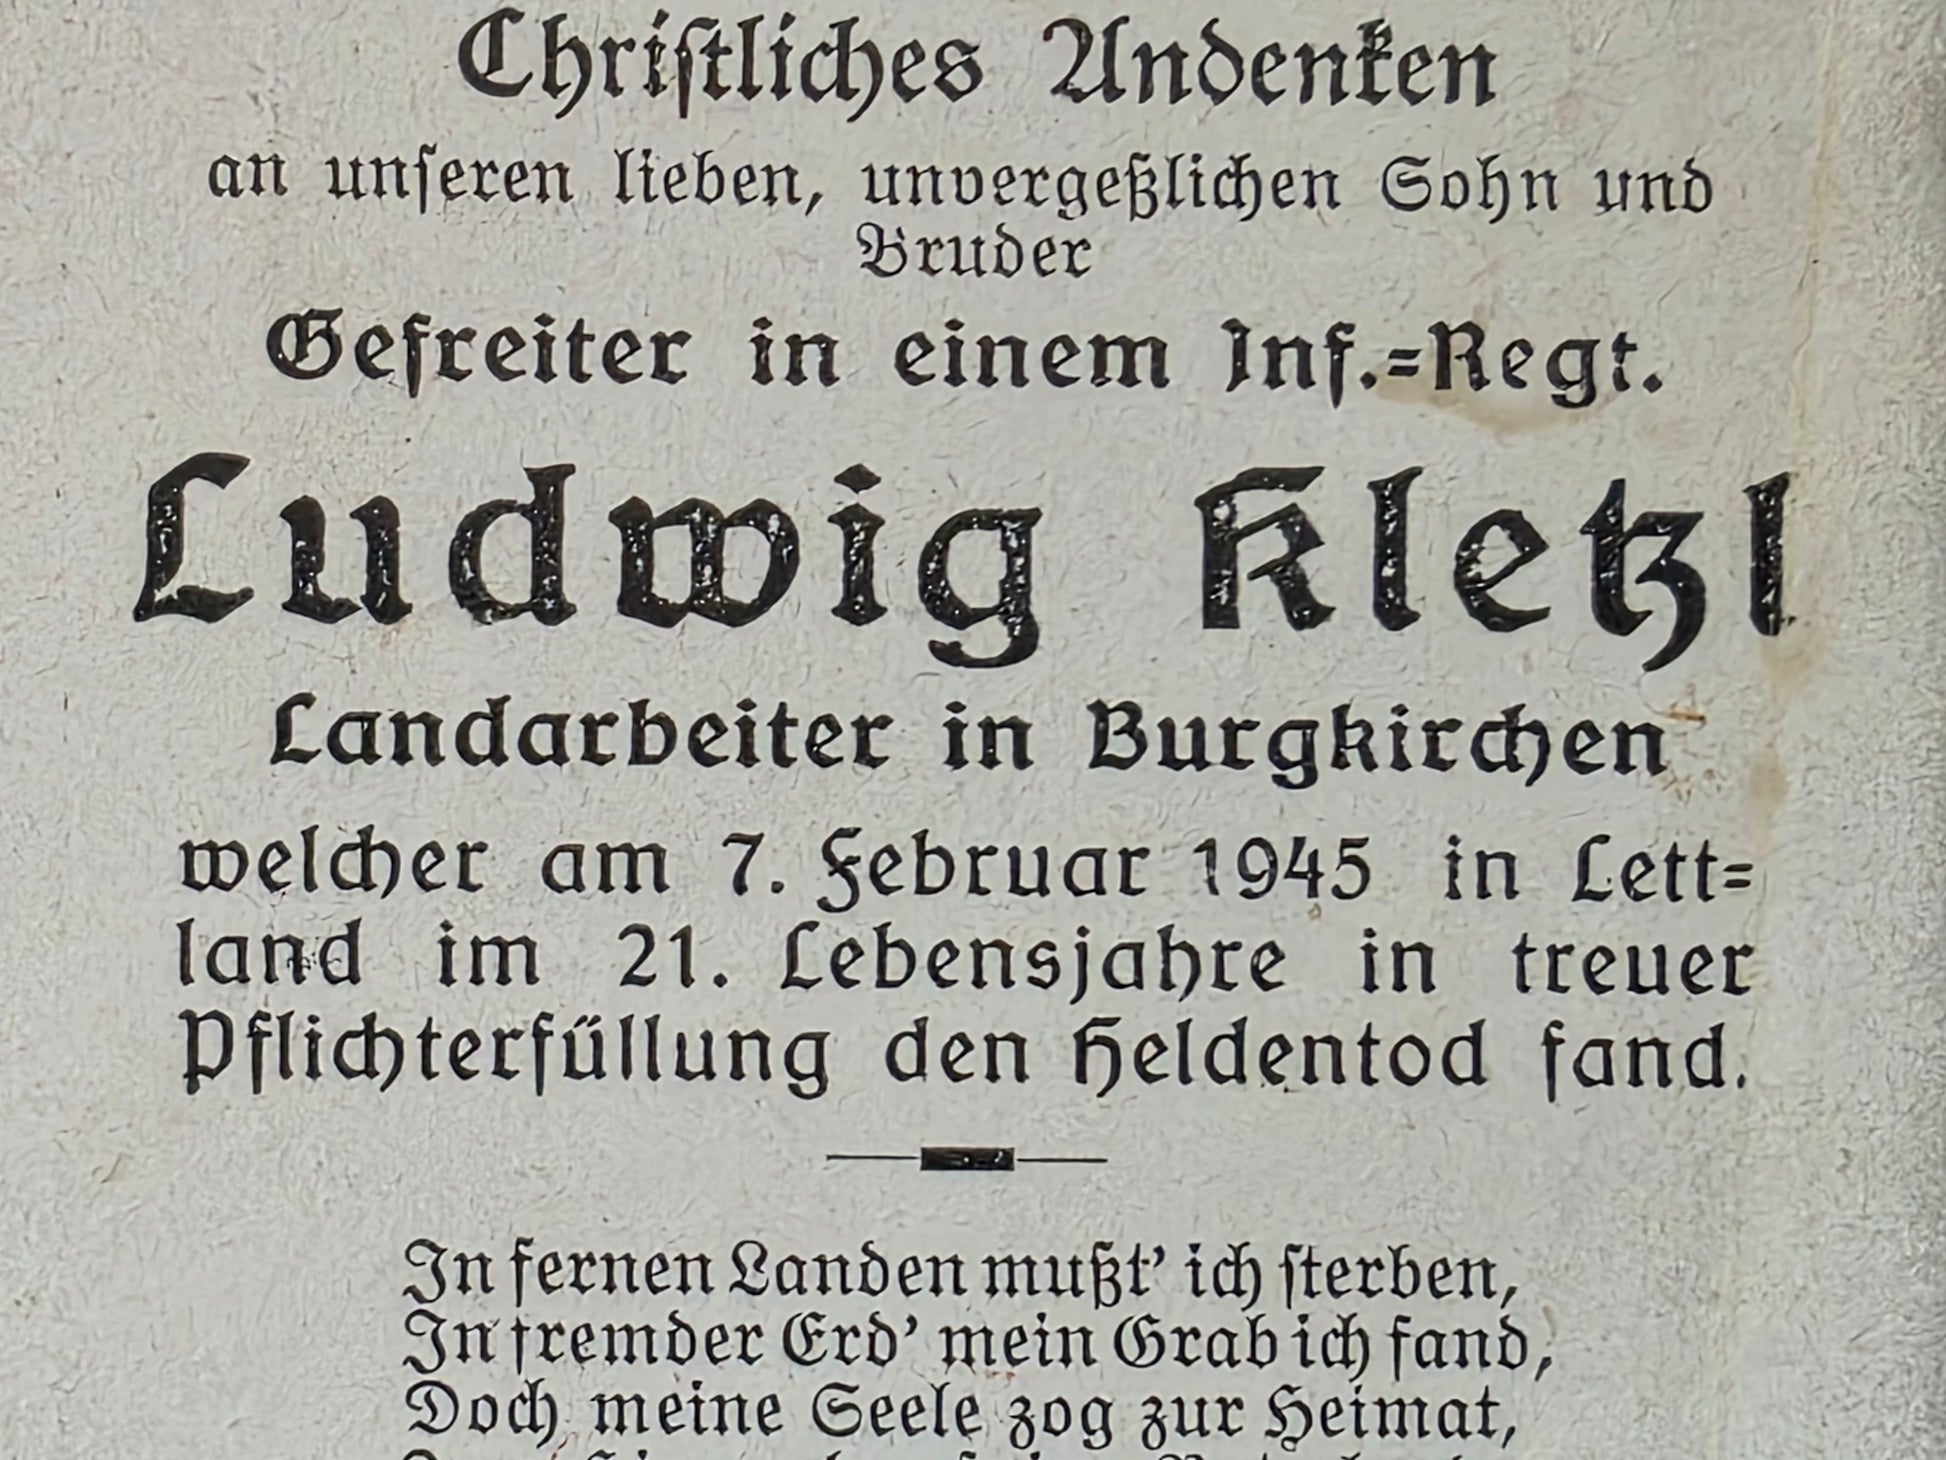 Christliches Andenken
an unseren lieben, unvergeßlichen Sohn und
Bruder
Gefreiter in einem Inf.=Regt.
Ludwig Kletzl
Landarbeiter in Burgkirchen
welcher am 7. Februar 1945 in Lett=
land im 21. Lebensjahre in treuer
Pflichterfüllung den Heldentod fand.
In fernen Landen mußt' ich sterben,
In fremder Erd' mein Grab ich fand,
Doch meine Seele zog zur Heimat,